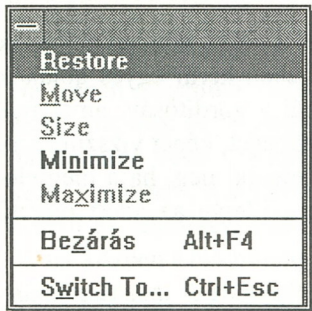 Restore
Move
Size
Minimize
Maximize
Bezárás Alt+F4
Switch To... Ctrl+Esc